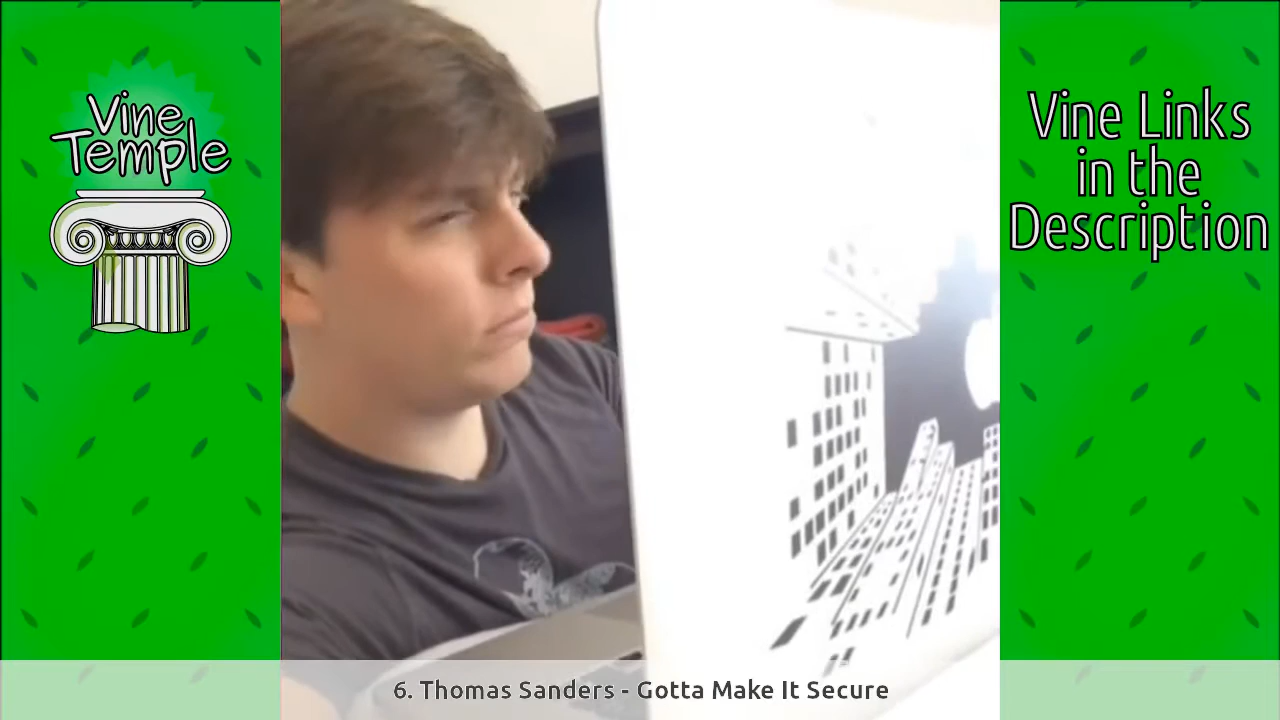 Vine
Temple
Vine Links
in the
Description
6. Thomas Sanders - Gotta Make It Secure